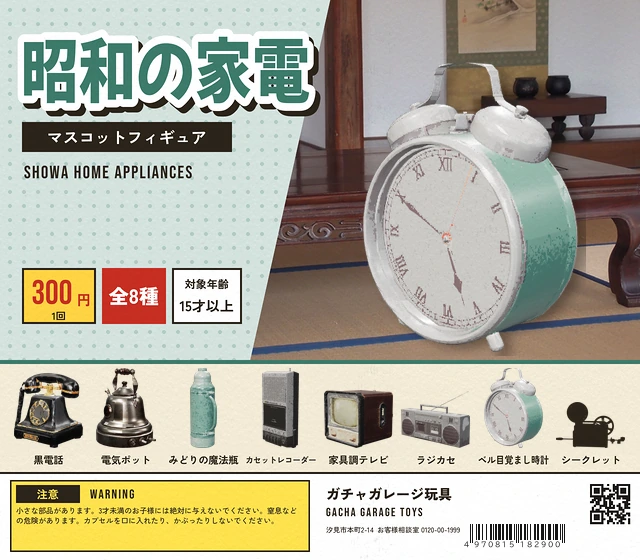 昭和の家電
マスコットフィギュア
SHOWA HOME APPLIANCES
300円
1回
全8種
対象年齢
15才以上
黒電話
電気ポット
みどりの魔法瓶
カセットレコーダー
家具調テレビ
ラジカセ
ベル目覚まし時計
シークレット
注意 WARNING
小さな部品があります。3才未満のお子様には絶対に与えないでください。窒息など
の危険があります。カプセルを口に入れたり、かぶったりしないでください。
ガチャガレージ玩具
GACHA GARAGE TOYS
汐見市本町2-14 お客様相談室 0120-00-1999
4 970815 182900